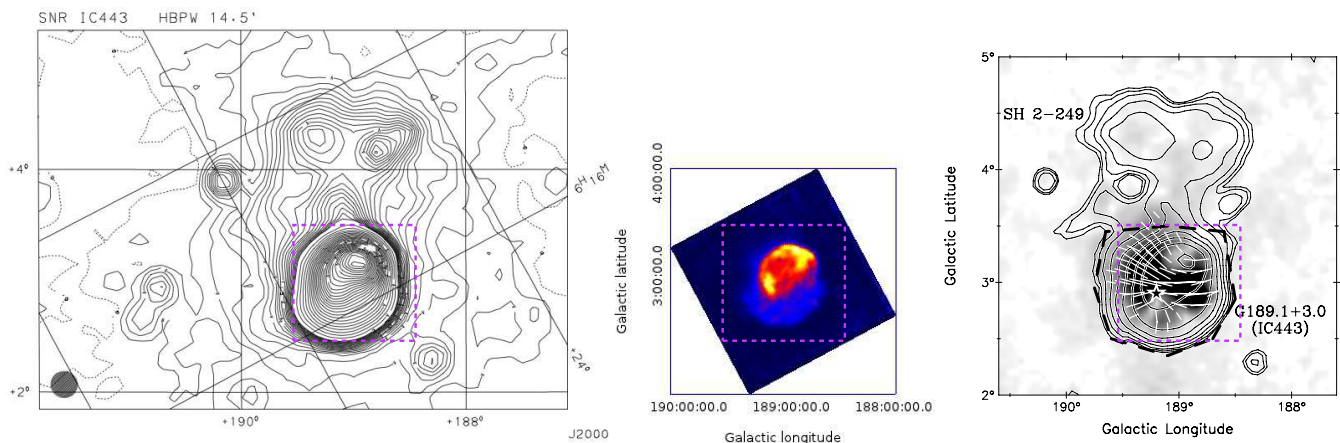 SNR IC443 HBPW 14.5'
+4°
+2°
+190°
+188°
6ᴴ16ᴹ
+24°
J2000
Galactic latitude
4:00:00.0
3:00:00.0
190:00:00.0
189:00:00.0
188:00:00.0
Galactic longitude
Galactic Latitude
5°
4°
3°
2°
SH 2-249
G189.1+3.0
(IC443)
190°
189°
188°
Galactic Longitude